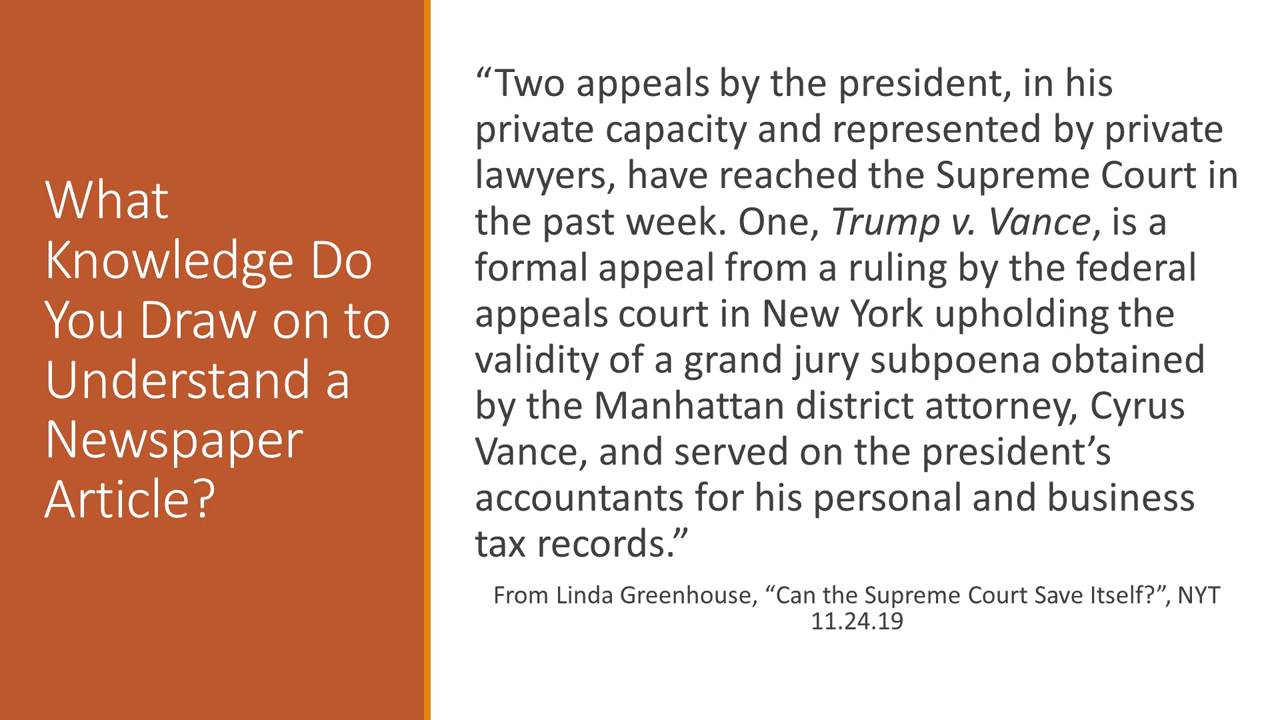 What
Knowledge Do
You Draw on to
Understand a
Newspaper
Article?
“Two appeals by the president, in his
private capacity and represented by private
lawyers, have reached the Supreme Court in
the past week. One, Trump v. Vance, is a
formal appeal from a ruling by the federal
appeals court in New York upholding the
validity of a grand jury subpoena obtained
by the Manhattan district attorney, Cyrus
Vance, and served on the president’s
accountants for his personal and business
tax records.”
From Linda Greenhouse, “Can the Supreme Court Save Itself?”, NYT
11.24.19